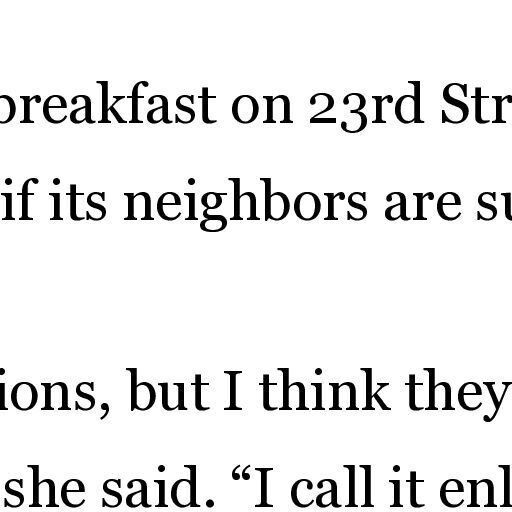 breakfast on 23rd Str
if its neighbors are su
ions, but I think they
she said. “I call it enl